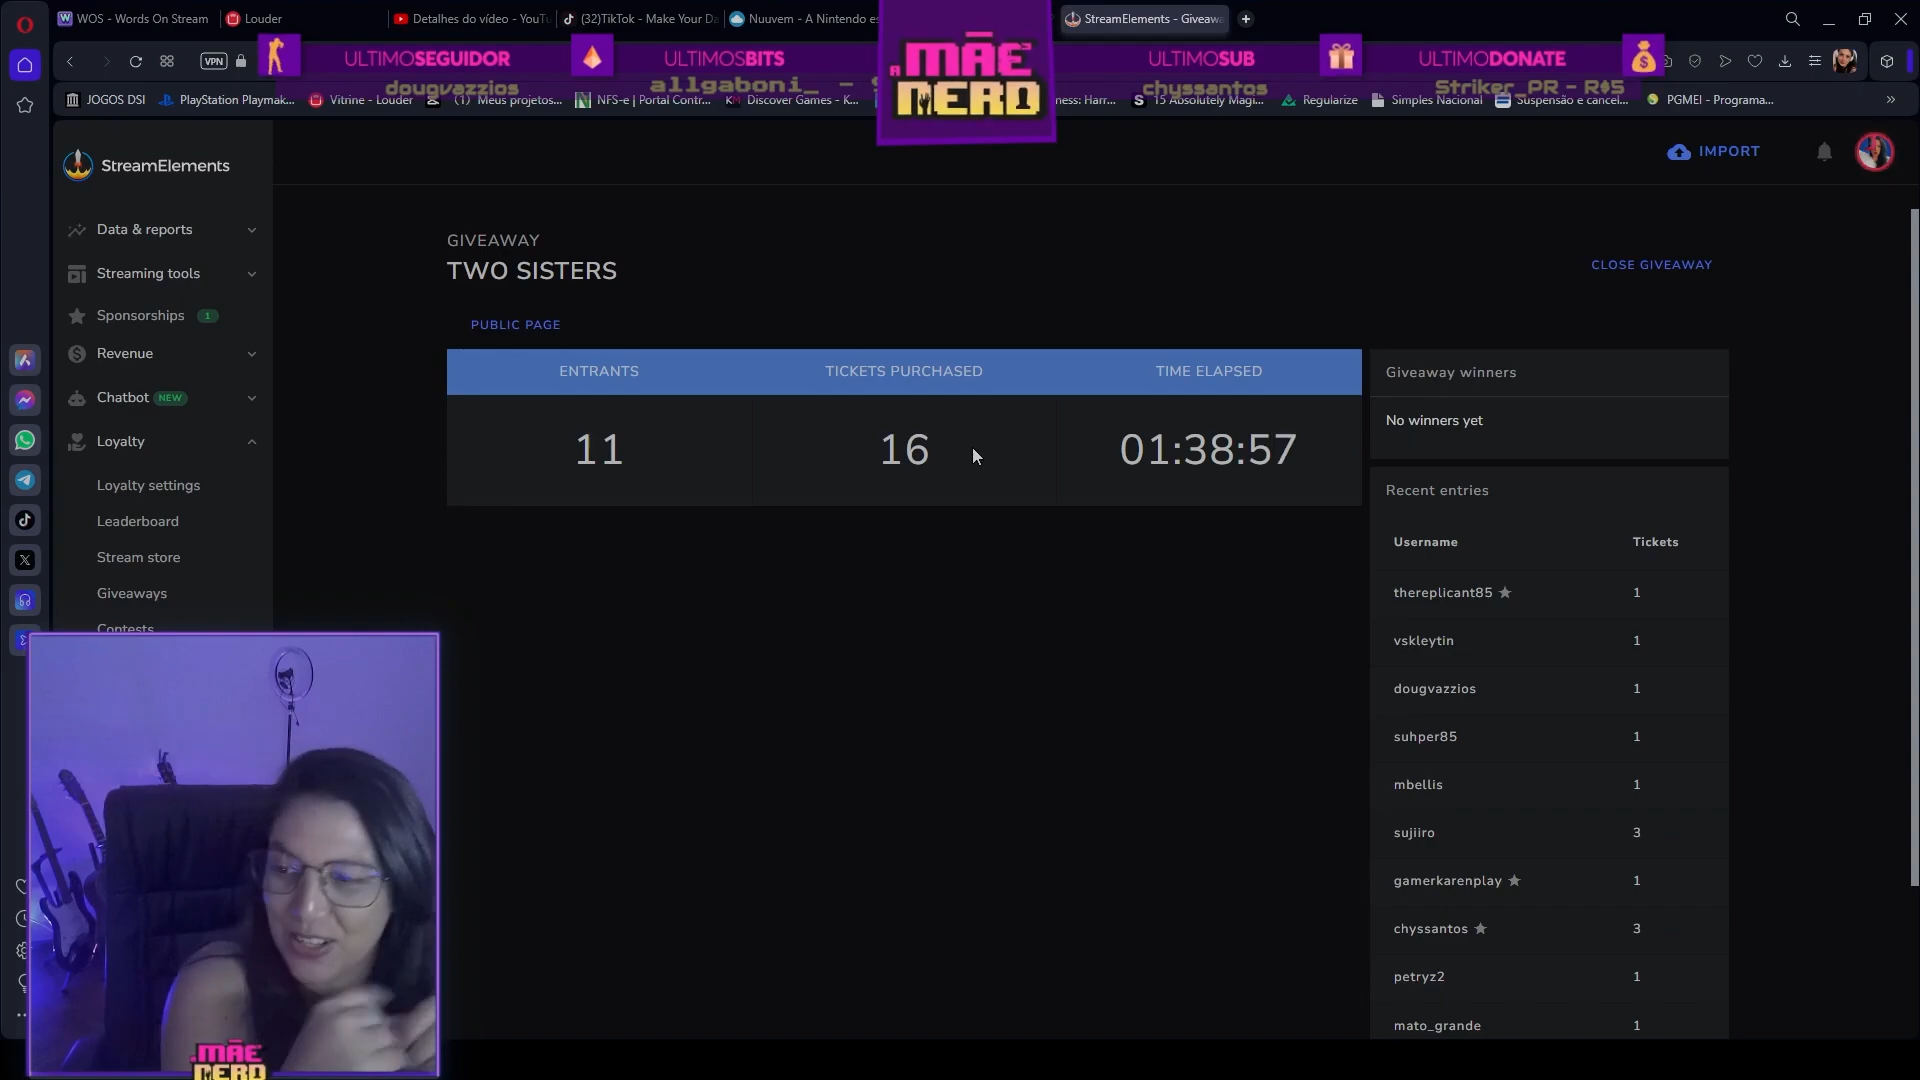 WOS - Words On Stream
Louder
Detalhes do vídeo - YouTu
(32)TikTok - Make Your Da
Nuuvem - A Nintendo es
StreamElements - Giveawa
VPN
ULTIMOSEGUIDOR
dougvazzios
ULTIMOSBITS
allgaboni_ -
A MÃE NERD
ULTIMOSUB
chyssantos
ULTIMODONATE
Striker_PR - R$5
JOGOS DSI
PlayStation Playmak...
Vitrine - Louder
(1) Meus projetos...
NFS-e | Portal Contr...
Discover Games - K...
ness: Harr...
15 Absolutely Magi...
Regularize
Simples Nacional
Suspensão e cancel...
PGMEI - Programa...
StreamElements
IMPORT
Data & reports
Streaming tools
Sponsorships 1
Revenue
Chatbot NEW
Loyalty
Loyalty settings
Leaderboard
Stream store
Giveaways
Contests
GIVEAWAY
TWO SISTERS
CLOSE GIVEAWAY
PUBLIC PAGE
ENTRANTS
TICKETS PURCHASED
TIME ELAPSED
11
16
01:38:57
Giveaway winners
No winners yet
Recent entries
Username Tickets
thereplicant85 1
vskleytin 1
dougvazzios 1
suhper85 1
mbellis 1
sujiiro 3
gamerkarenplay 1
chyssantos 3
petryz2 1
mato_grande 1
MÃE
NERD